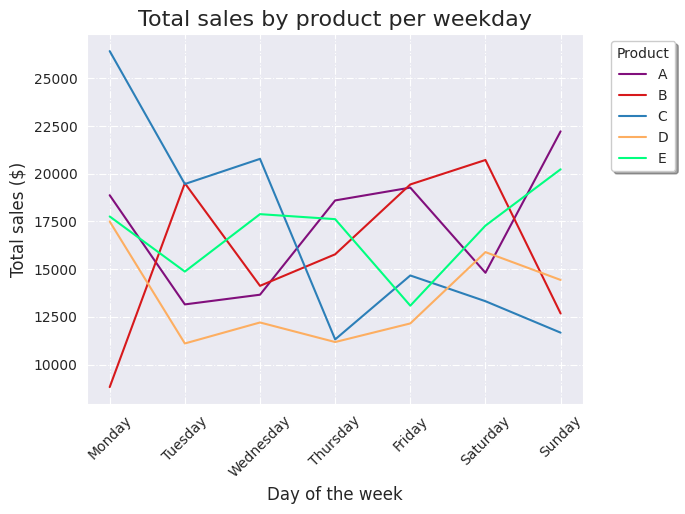 Total sales by product per weekday
Total sales ($)
25000
22500
20000
17500
15000
12500
10000
Monday
Tuesday
Wednesday
Thursday
Friday
Saturday
Sunday
Day of the week
Product
A
B
C
D
E